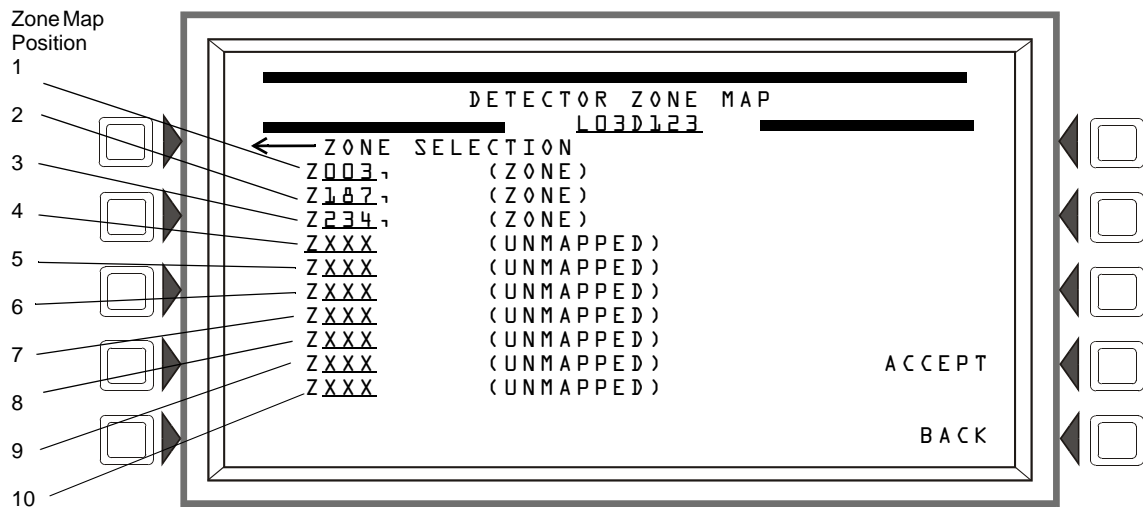 Zone Map
Position
1
2
3
4
5
6
7
8
9
10
DETECTOR ZONE MAP
L03D123
ZONE SELECTION
Z003, (ZONE)
Z187, (ZONE)
Z234, (ZONE)
ZXXX (UNMAPPED)
ZXXX (UNMAPPED)
ZXXX (UNMAPPED)
ZXXX (UNMAPPED)
ZXXX (UNMAPPED)
ZXXX (UNMAPPED)
ZXXX (UNMAPPED)
ACCEPT
BACK